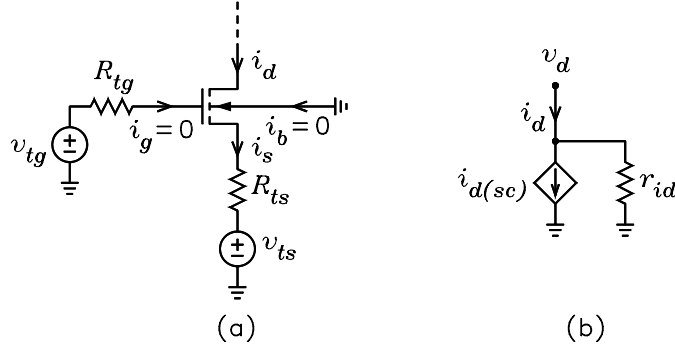 i_d
R_tg
i_g = 0
i_b = 0
v_tg
i_s
R_ts
v_ts
(a)
v_d
i_d
i_d(sc)
r_id
(b)